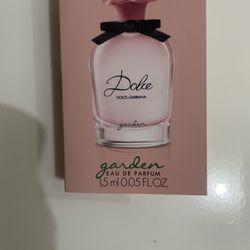 Dolce
DOLCE&GABBANA
garden
garden
EAU DE PARFUM
1,5 ml 0.05 FL.OZ.